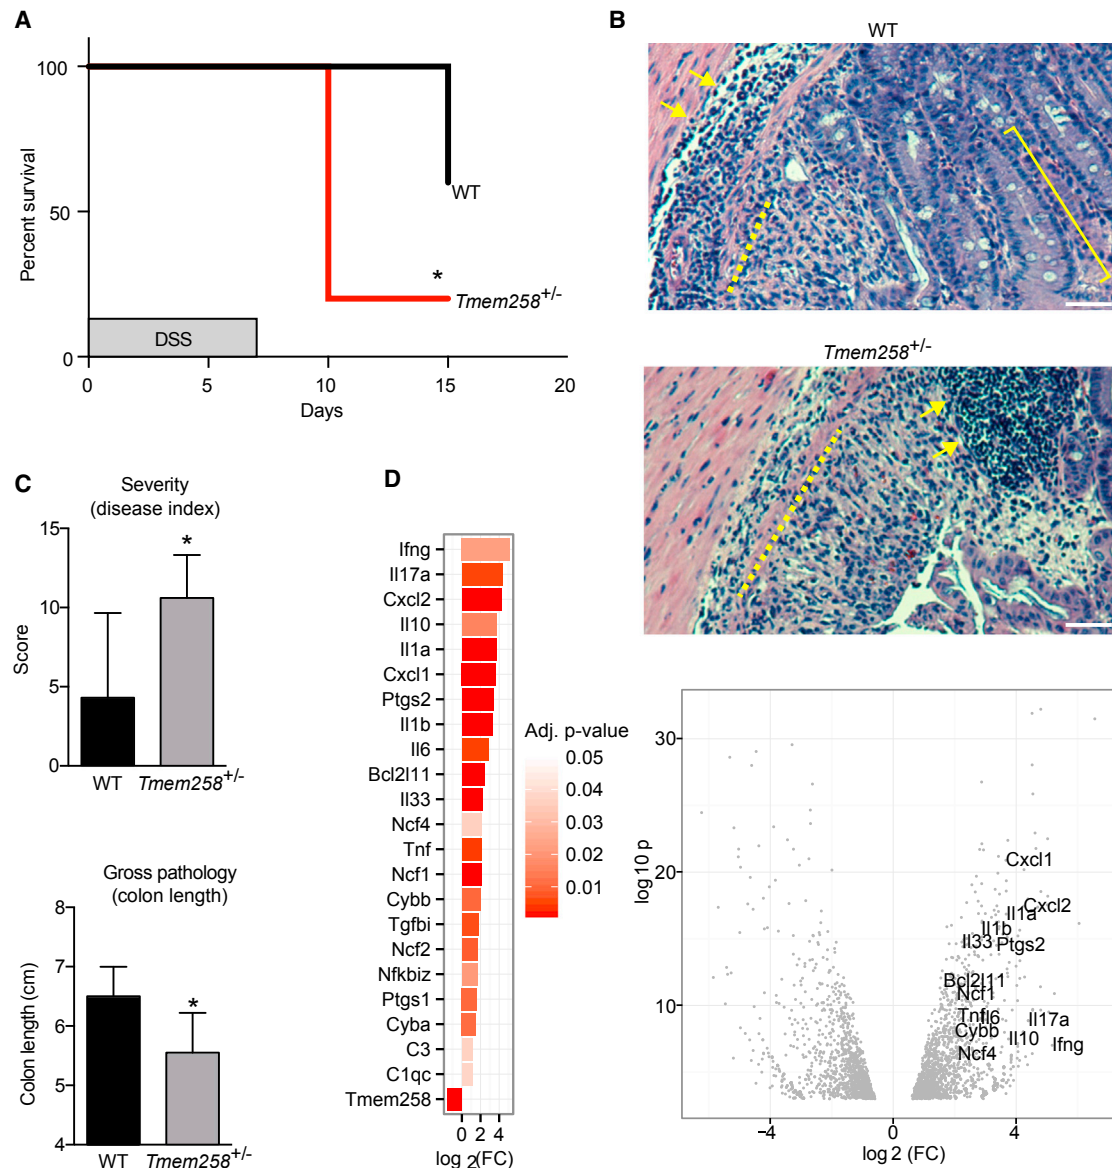 A
100
50
0
Percent survival
WT
*
Tmem258+/-
DSS
0 5 10 15 20
Days
B
WT
Tmem258+/-
C
Severity
(disease index)
15
10
5
0
Score
*
WT Tmem258+/-
Gross pathology
(colon length)
8
7
6
5
4
Colon length (cm)
*
WT Tmem258+/-
D
Ifng
Il17a
Cxcl2
Il10
Il1a
Cxcl1
Ptgs2
Il1b
Il6
Bcl2l11
Il33
Ncf4
Tnf
Ncf1
Cybb
Tgfbi
Ncf2
Nfkbiz
Ptgs1
Cyba
C3
C1qc
Tmem258
0 2 4
log 2(FC)
Adj. p-value
0.05
0.04
0.03
0.02
0.01
30
20
10
log10 p
Cxcl1
Cxcl2
Il1a
Il1b
Il33 Ptgs2
Bcl2l11
Ncf1
Tnf Il6 Il17a
Cybb
Il10 Ifng
Ncf4
−4 0 4
log 2 (FC)